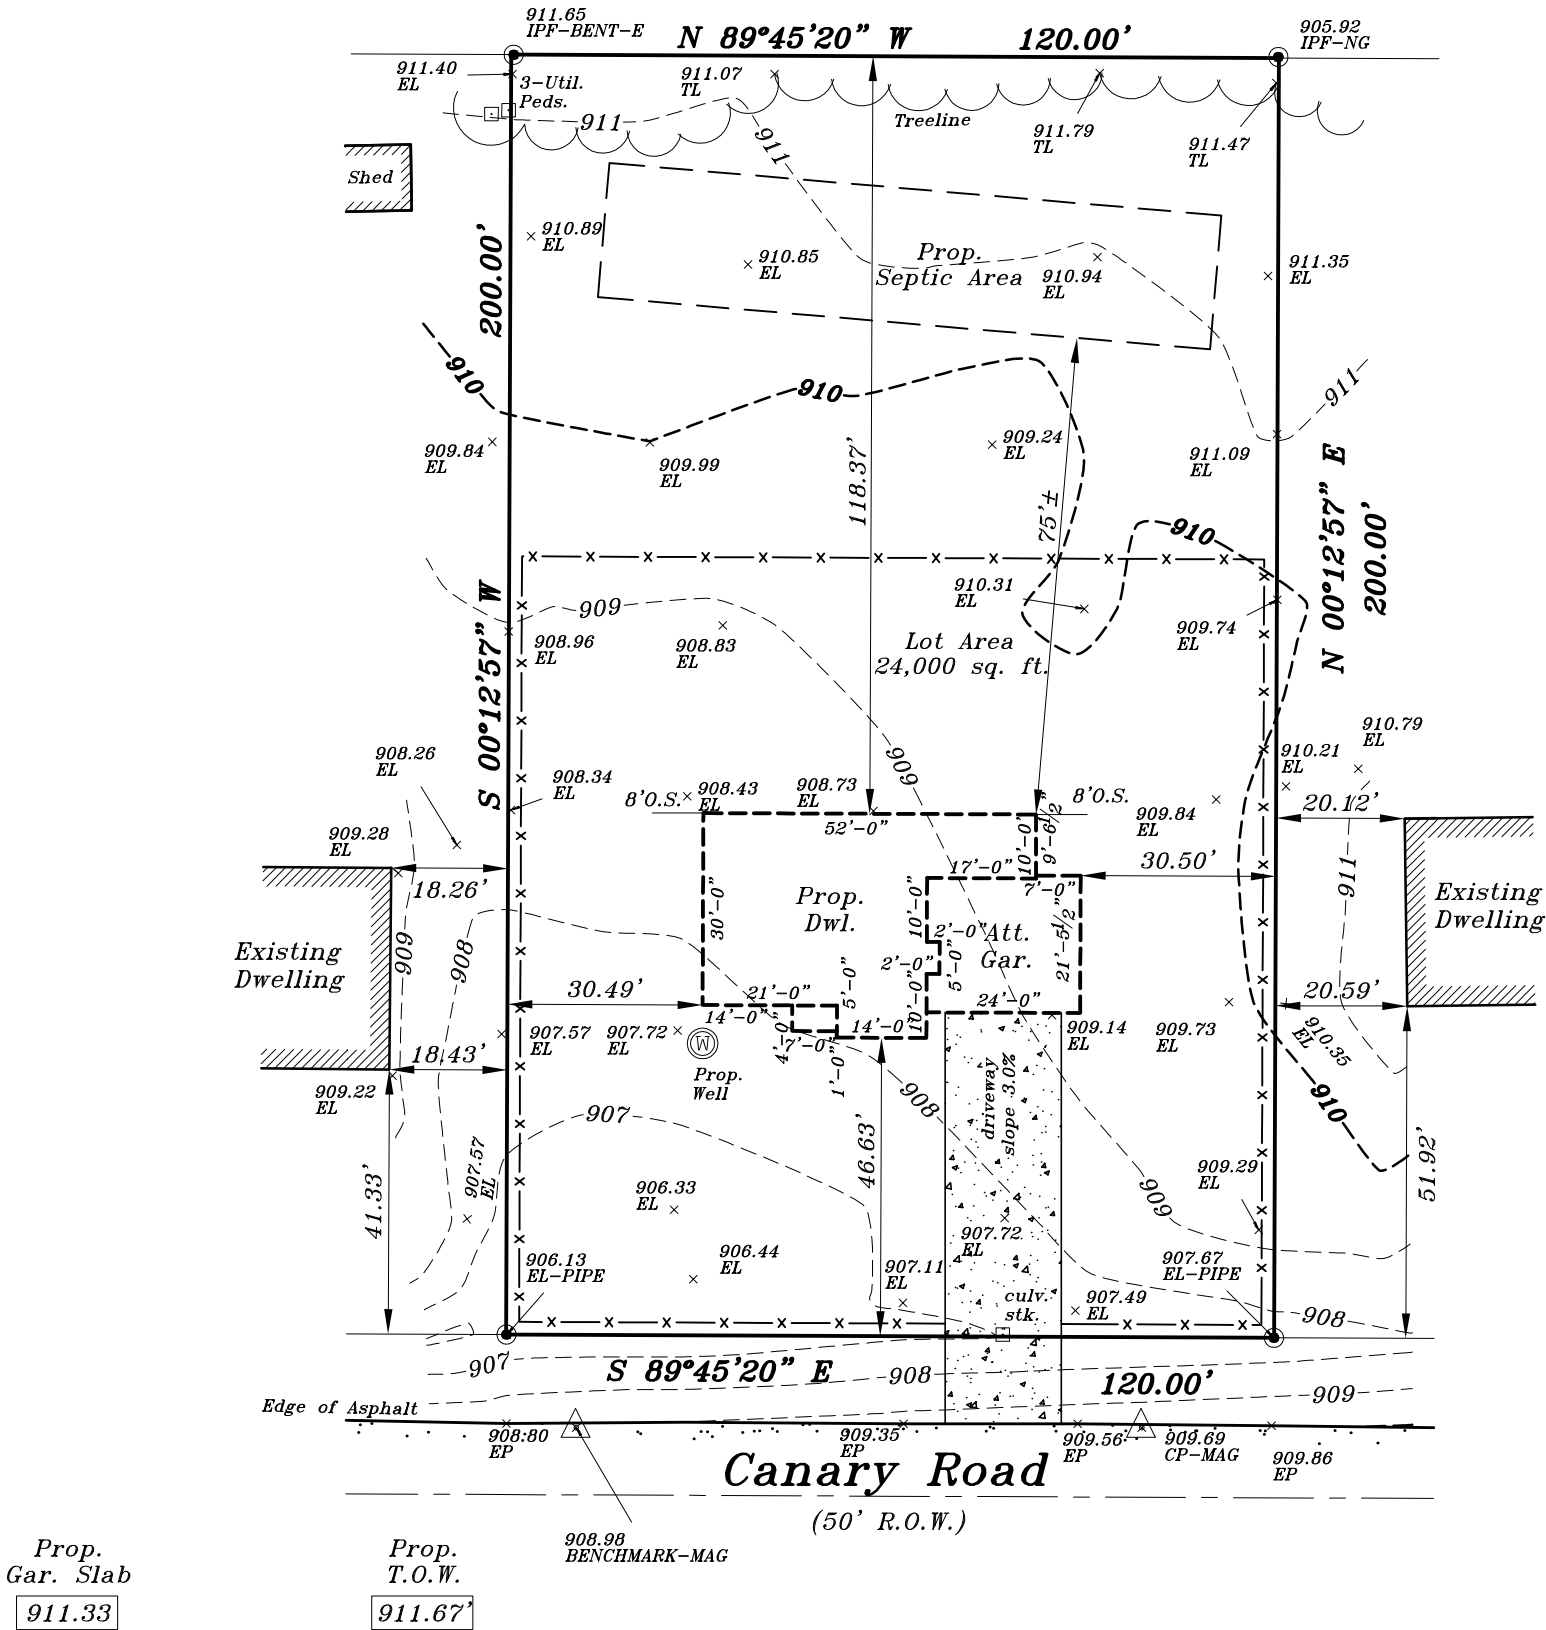 911.65
IPF-BENT-E
N 89°45'20" W
120.00'
905.92
IPF-NG
911.40
EL
3-Util.
Peds.
911.07
TL
911
911
Treeline
911.79
TL
911.47
TL
Shed
200.00'
910.89
EL
910.85
EL
Prop.
Septic Area
910.94
EL
911.35
EL
910
910
911
909.84
EL
909.99
EL
118.37'
909.24
EL
75'±
911.09
EL
N 00°12'57" E
200.00'
910
S 00°12'57" W
909
908.96
EL
908.83
EL
910.31
EL
Lot Area
24,000 sq. ft.
909.74
EL
908.26
EL
908.34
EL
8'O.S.
908.43
EL
908.73
EL
909
8'O.S.
909.84
EL
910.21
EL
910.79
EL
20.12'
52'-0"
10'-0'
9'-6 1/2"
909.28
EL
18.26'
17'-0"
7'-0"
30.50'
911
Existing
Dwelling
Existing
Dwelling
909
908
30'-0"
Prop.
Dwl.
10'-0"
2'-0"
2'-0"
5'-0"
Att.
Gar.
21'-5 1/2"
30.49'
21'-0"
14'-0"
4'-0"
7'-0"
5'-0"
1'-0"
14'-0"
10'-0"
24'-0"
20.59'
907.57
EL
907.72
EL
W
Prop.
Well
909.14
EL
909.73
EL
910.35
EL
910
18.43'
909.22
EL
907
908
driveway
slope 3.0%
41.33'
907.57
EL
906.33
EL
46.63'
909
909.29
EL
51.92'
906.13
EL-PIPE
906.44
EL
907.11
EL
907.72
EL
culv.
stk.
907.49
EL
907.67
EL-PIPE
908
907
S 89°45'20" E
908
120.00'
909
Edge of Asphalt
908.80
EP
909.35
EP
909.56
EP
909.69
CP-MAG
909.86
EP
Canary Road
(50' R.O.W.)
908.98
BENCHMARK-MAG
Prop.
Gar. Slab
911.33
Prop.
T.O.W.
911.67'